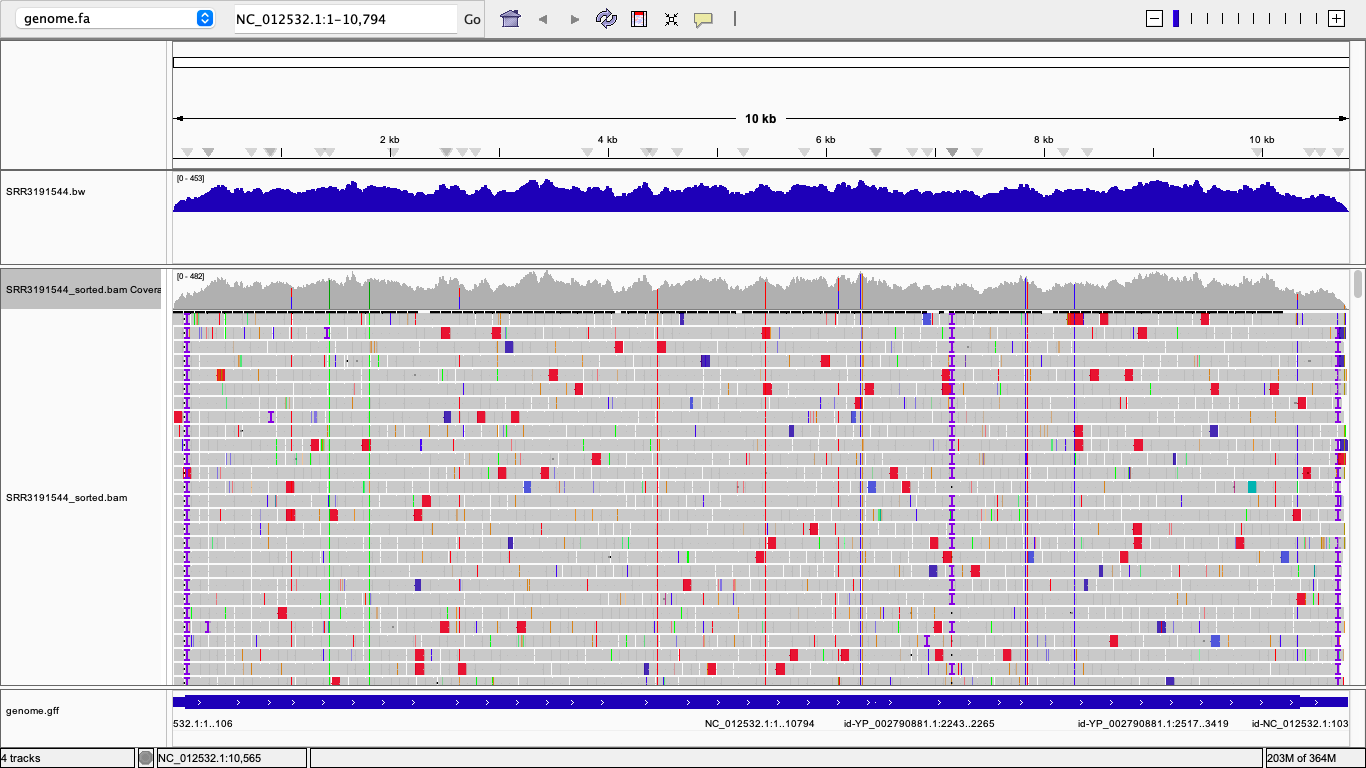 genome.fa
NC_012532.1:1-10,794
Go
10 kb
2 kb
4 kb
6 kb
8 kb
10 kb
SRR3191544.bw
[0 - 453]
SRR3191544_sorted.bam Covera
[0 - 482]
SRR3191544_sorted.bam
genome.gff
532.1:1..106
NC_012532.1:1..10794
id-YP_002790881.1:2243..2265
id-YP_002790881.1:2517..3419
id-NC_012532.1:103
4 tracks
NC_012532.1:10,565
203M of 364M